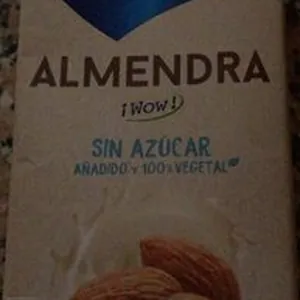 ALMENDRA
¡Wow!
SIN AZÚCAR
AÑADIDO Y 100% VEGETAL